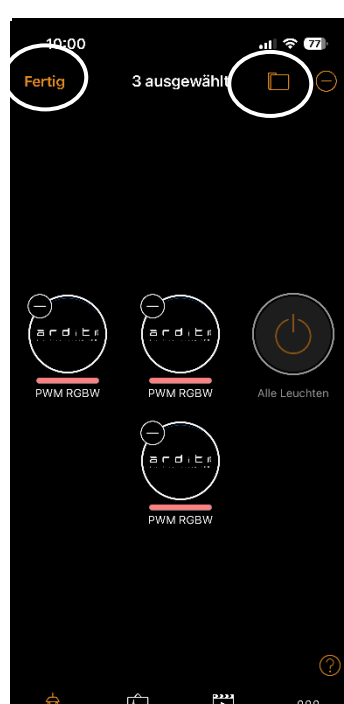 10:00
77
Fertig
3 ausgewählt
PWM RGBW
PWM RGBW
Alle Leuchten
PWM RGBW
?